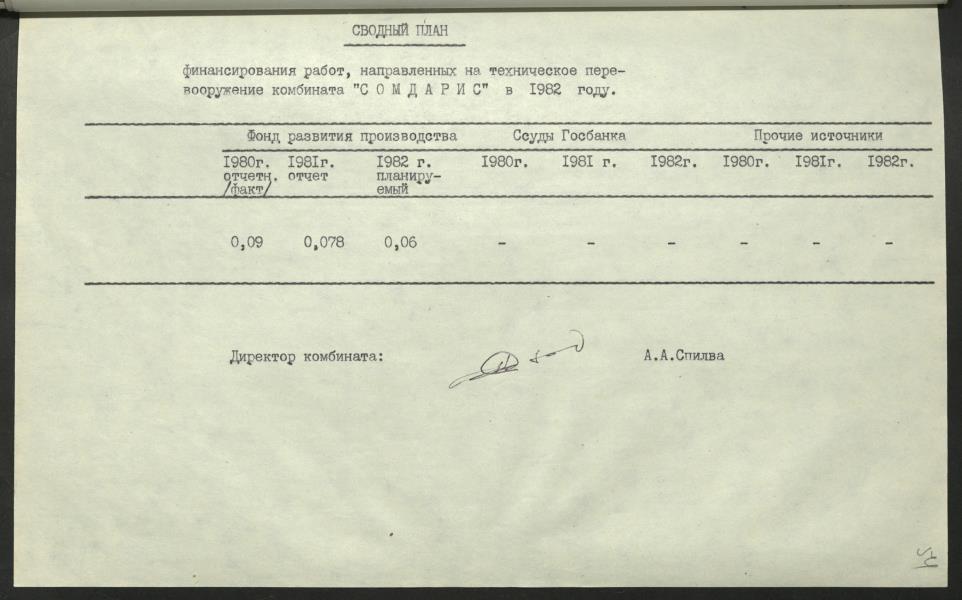 СВОДНЫЙ ПЛАН
финансирования работ, направленных на техническое пере-
вооружение комбината "С О М Д А Р И С" в 1982 году.
Фонд развития производства Ссуды Госбанка Прочие источники
1980г. 1981г. 1982 г. 1980г. 1981 г. 1982г. 1980г. 1981г. 1982г.
отчетн. отчет планиру-
/факт/ емый
0,09 0,078 0,06 - - - - - -
Директор комбината: А.А.Спилва